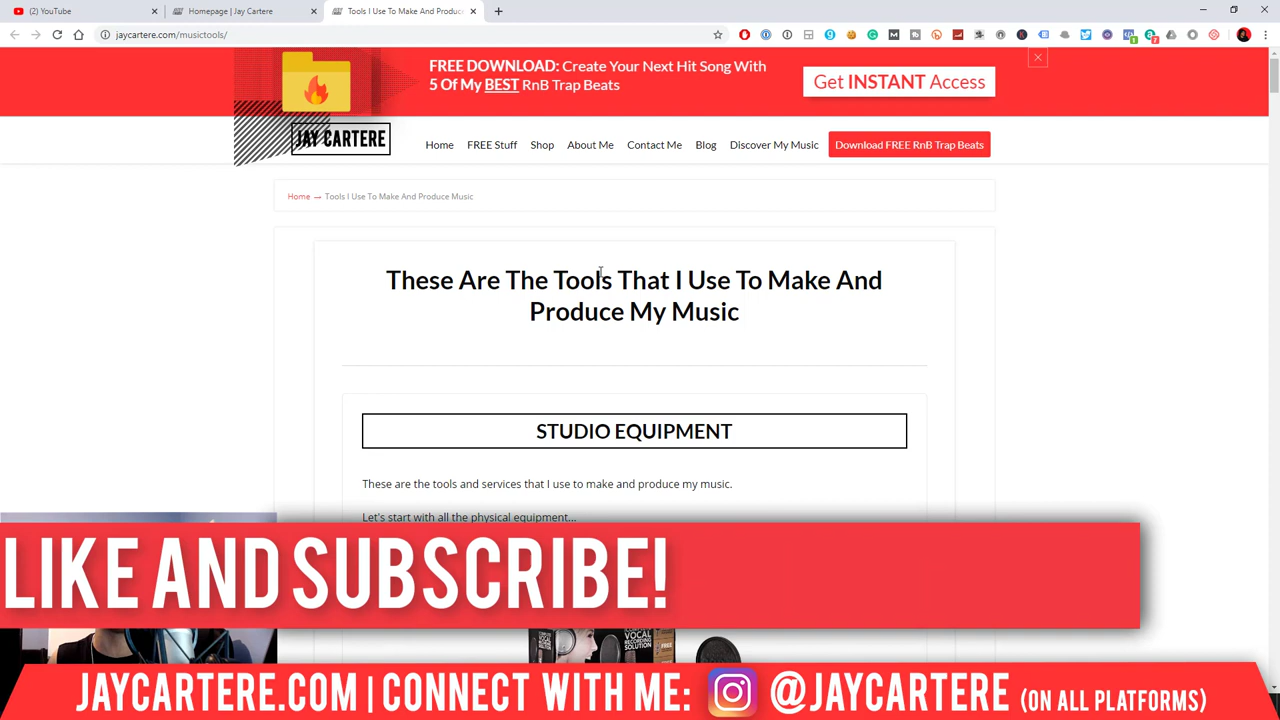 (2) YouTube
Homepage | Jay Cartere
Tools I Use To Make And Produce
jaycartere.com/musictools/
FREE DOWNLOAD: Create Your Next Hit Song With
5 Of My BEST RnB Trap Beats
Get INSTANT Access
JAY CARTERE
Home
FREE Stuff
Shop
About Me
Contact Me
Blog
Discover My Music
Download FREE RnB Trap Beats
Home → Tools I Use To Make And Produce Music
These Are The Tools That I Use To Make And
Produce My Music
STUDIO EQUIPMENT
These are the tools and services that I use to make and produce my music.
Let's start with all the physical equipment...
LIKE AND SUBSCRIBE!
VOCAL
RECORDING
SOLUTION
FREE
JAYCARTERE.COM | CONNECT WITH ME: @JAYCARTERE (ON ALL PLATFORMS)